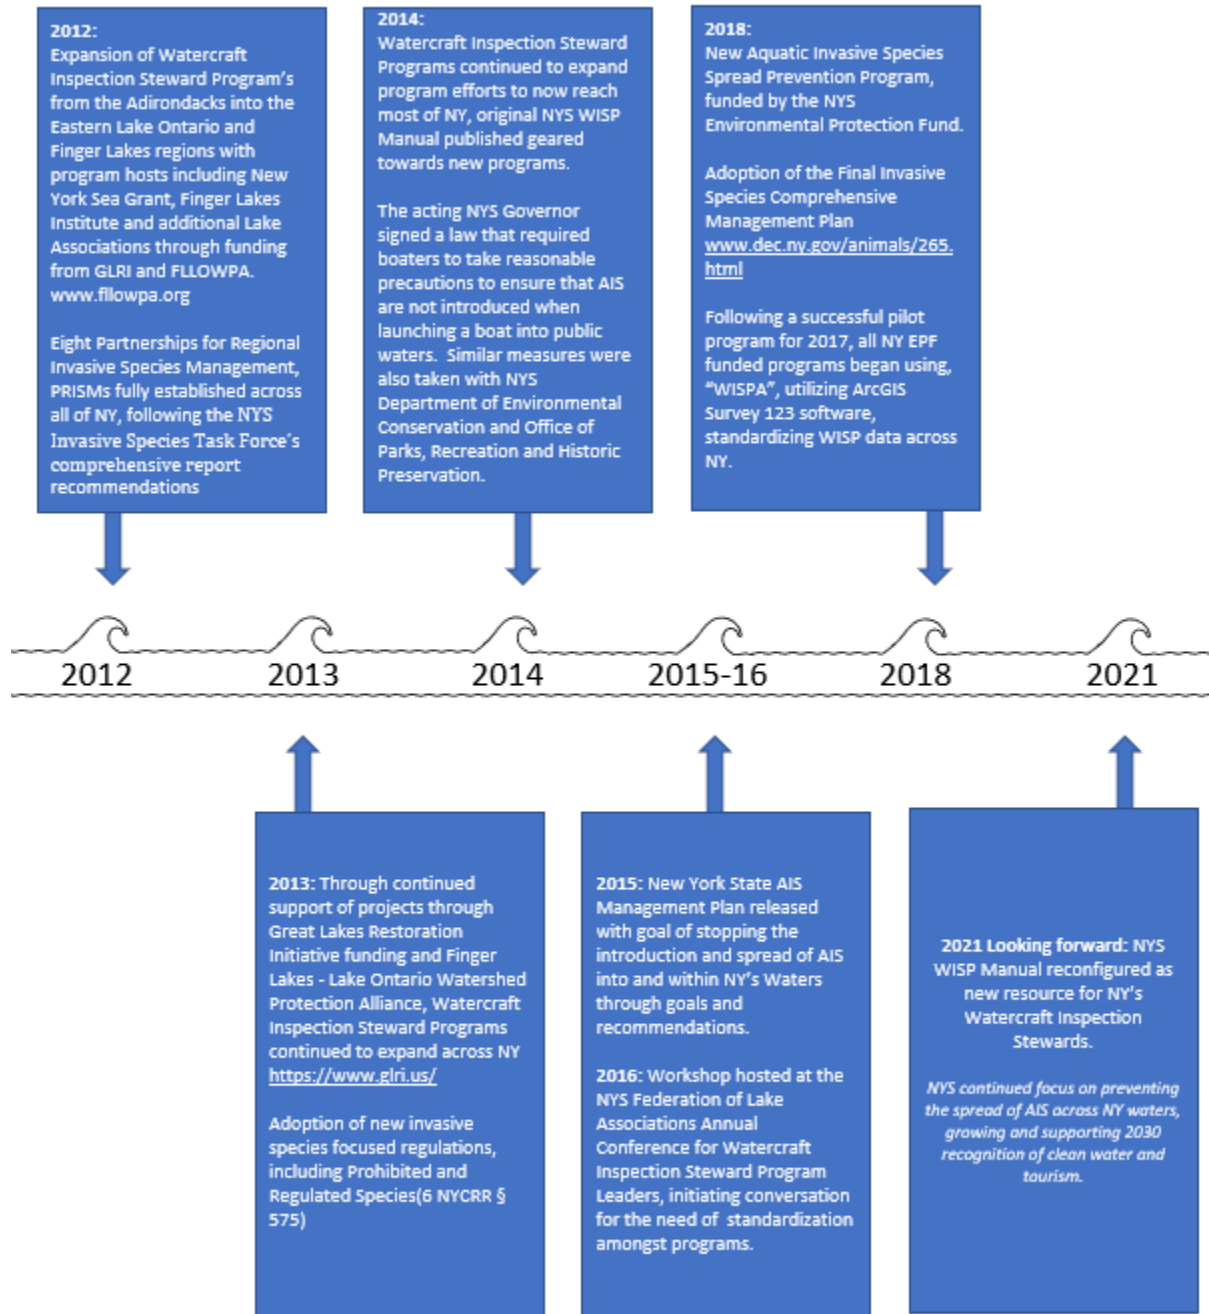 2012:
Expansion of Watercraft
Inspection Steward Program's
from the Adirondacks into the
Eastern Lake Ontario and
Finger Lakes regions with
program hosts including New
York Sea Grant, Finger Lakes
Institute and additional Lake
Associations through funding
from GLRI and FLLOWPA.
www.fllowpa.org
Eight Partnerships for Regional
Invasive Species Management,
PRISMs fully established across
all of NY, following the NYS
Invasive Species Task Force's
comprehensive report
recommendations
2014:
Watercraft Inspection Steward
Programs continued to expand
program efforts to now reach
most of NY, original NYS WISP
Manual published geared
towards new programs.
The acting NYS Governor
signed a law that required
boaters to take reasonable
precautions to ensure that AIS
are not introduced when
launching a boat into public
waters.  Similar measures were
also taken with NYS
Department of Environmental
Conservation and Office of
Parks, Recreation and Historic
Preservation.
2018:
New Aquatic Invasive Species
Spread Prevention Program,
funded by the NYS
Environmental Protection Fund.
Adoption of the Final Invasive
Species Comprehensive
Management Plan
www.dec.ny.gov/animals/265.
html
Following a successful pilot
program for 2017, all NY EPF
funded programs began using,
"WISPA", utilizing ArcGIS
Survey 123 software,
standardizing WISP data across
NY.
2012 2013 2014 2015-16 2018 2021
2013: Through continued
support of projects through
Great Lakes Restoration
Initiative funding and Finger
Lakes - Lake Ontario Watershed
Protection Alliance, Watercraft
Inspection Steward Programs
continued to expand across NY
https://www.glri.us/
Adoption of new invasive
species focused regulations,
including Prohibited and
Regulated Species(6 NYCRR §
575)
2015: New York State AIS
Management Plan released
with goal of stopping the
introduction and spread of AIS
into and within NY's Waters
through goals and
recommendations.
2016: Workshop hosted at the
NYS Federation of Lake
Associations Annual
Conference for Watercraft
Inspection Steward Program
Leaders, initiating conversation
for the need of  standardization
amongst programs.
2021 Looking forward: NYS
WISP Manual reconfigured as
new resource for NY's
Watercraft Inspection
Stewards.
NYS continued focus on preventing
the spread of AIS across NY waters,
growing and supporting 2030
recognition of clean water and
tourism.